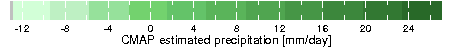 -12 -8 -4 0 4 8 12 16 20 24
CMAP estimated precipitation [mm/day]